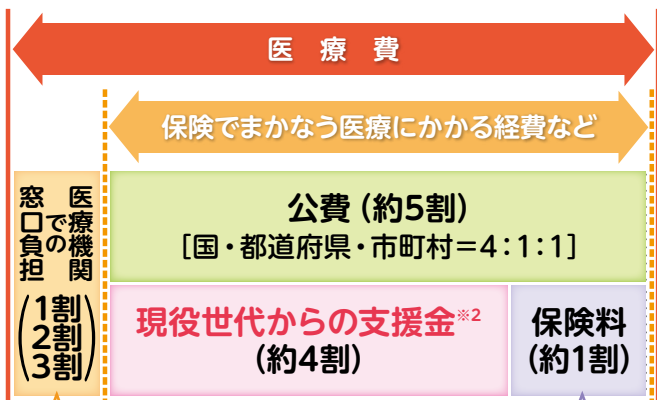 医療費
保険でまかなう医療にかかる経費など
医療機関
での
窓口負担
（1割
2割
3割）
公費（約5割）
［国・都道府県・市町村＝4：1：1］
現役世代からの支援金※2
（約4割）
保険料
（約1割）